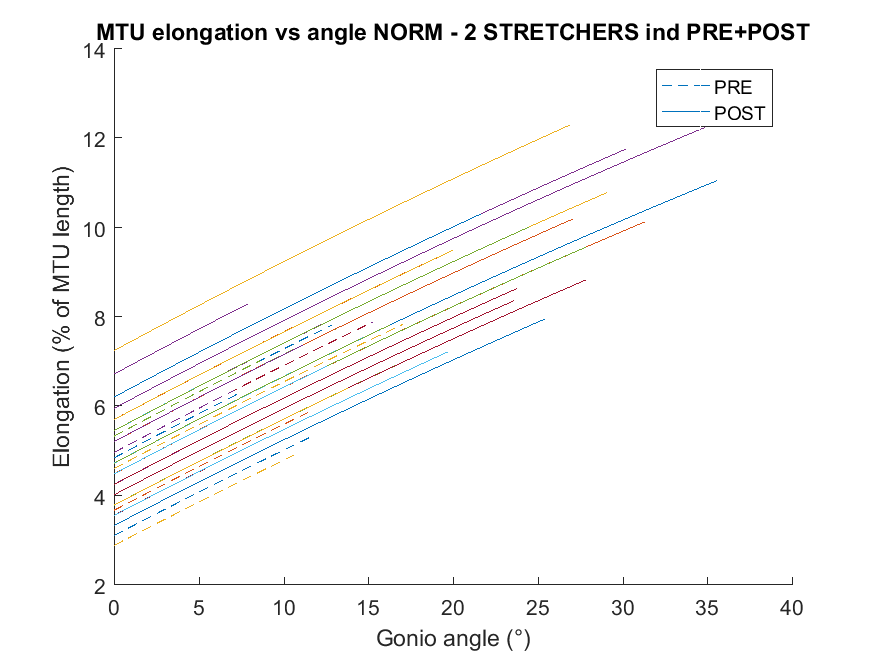 MTU elongation vs angle NORM - 2 STRETCHERS ind PRE+POST
14
12
10
8
6
4
2
Elongation (% of MTU length)
PRE
POST
0 5 10 15 20 25 30 35 40
Gonio angle (°)